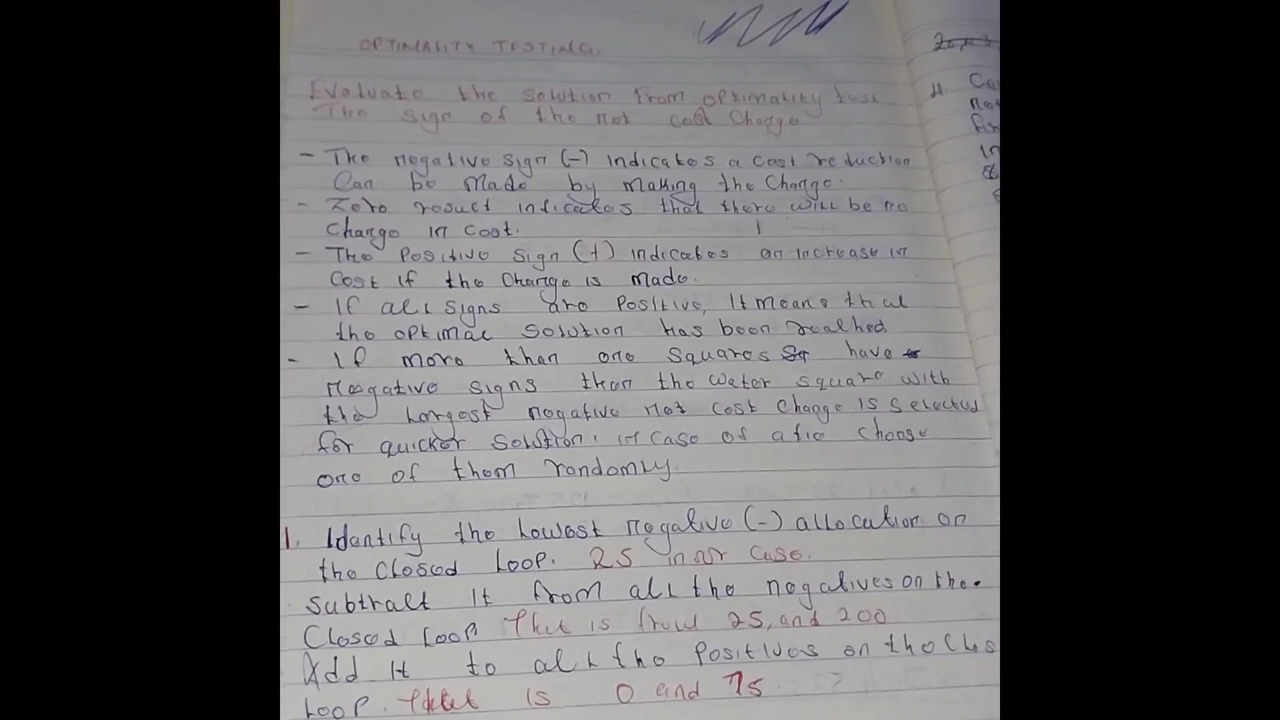 OPTIMALITY TESTING.
Evaluate the solution from optimality test
The sign of the net cost change
- The negative sign (-) indicates a cost reduction
can be made by making the change.
- Zero result indicates that there will be no
change in cost.
- The positive sign (+) indicates an increase in
cost if the change is made.
- If all signs are positive, it means that
the optimal solution has been reached
- If more than one squares have
negative signs than the water square with
the largest negative net cost change is selected
for quicker solution. in case of a tie choose
one of them randomly.
1. Identify the lowest negative (-) allocation on
the closed loop. 25 in our case.
subtract it from all the negatives on the
closed loop that is from 25, and 200
Add it to all the positives on the Clo
loop. that is 0 and 75.